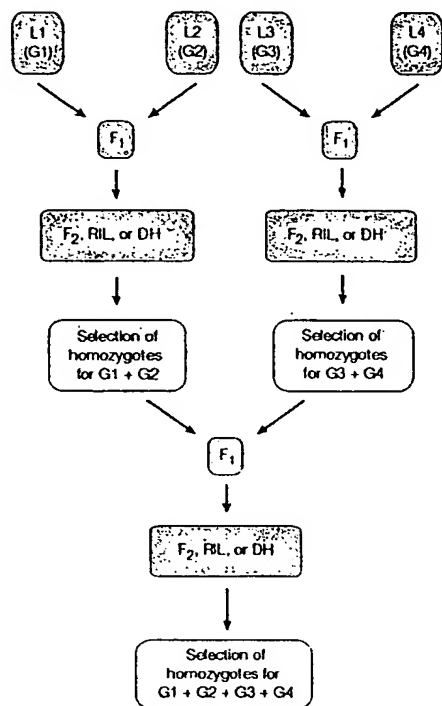 L1
(G1)
L2
(G2)
L3
(G3)
L4
(G4)
F1
F1
F2, RIL, or DH
F2, RIL, or DH
Selection of
homozygotes
for G1 + G2
Selection of
homozygotes
for G3 + G4
F1
F2, RIL, or DH
Selection of
homozygotes for
G1 + G2 + G3 + G4